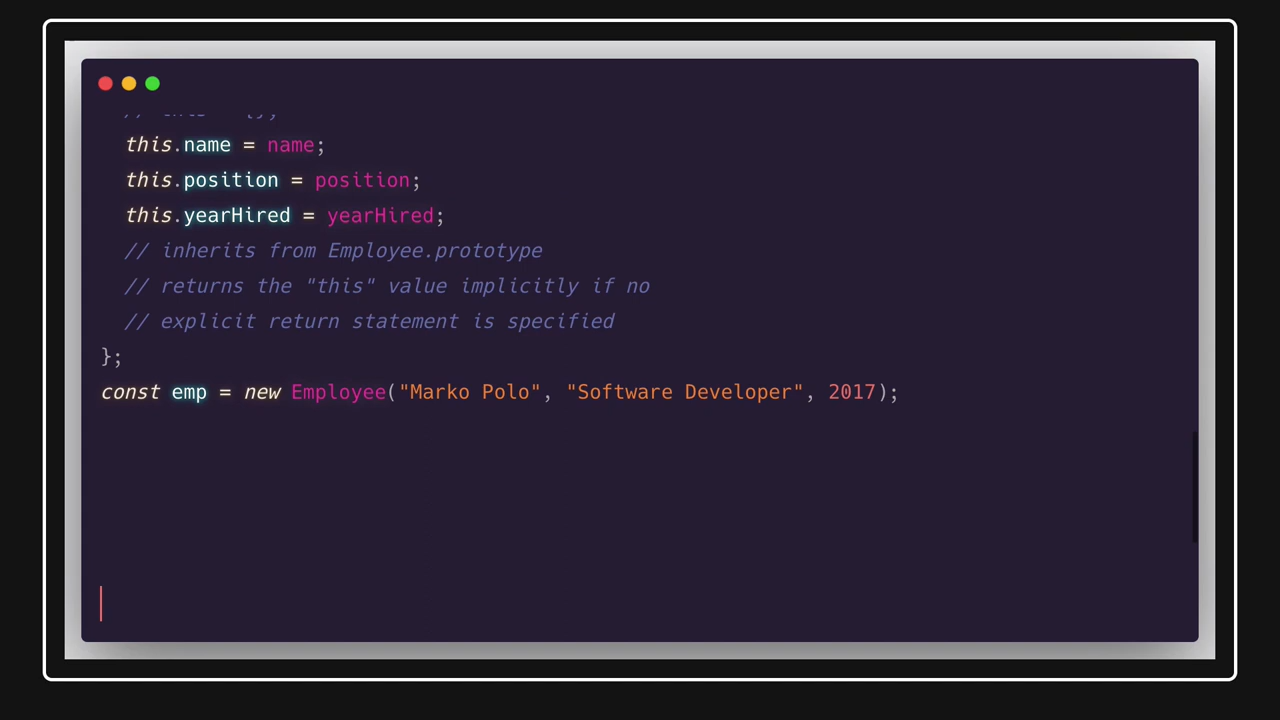 this.name = name;
this.position = position;
this.yearHired = yearHired;
// inherits from Employee.prototype
// returns the "this" value implicitly if no
// explicit return statement is specified
};
const emp = new Employee("Marko Polo", "Software Developer", 2017);